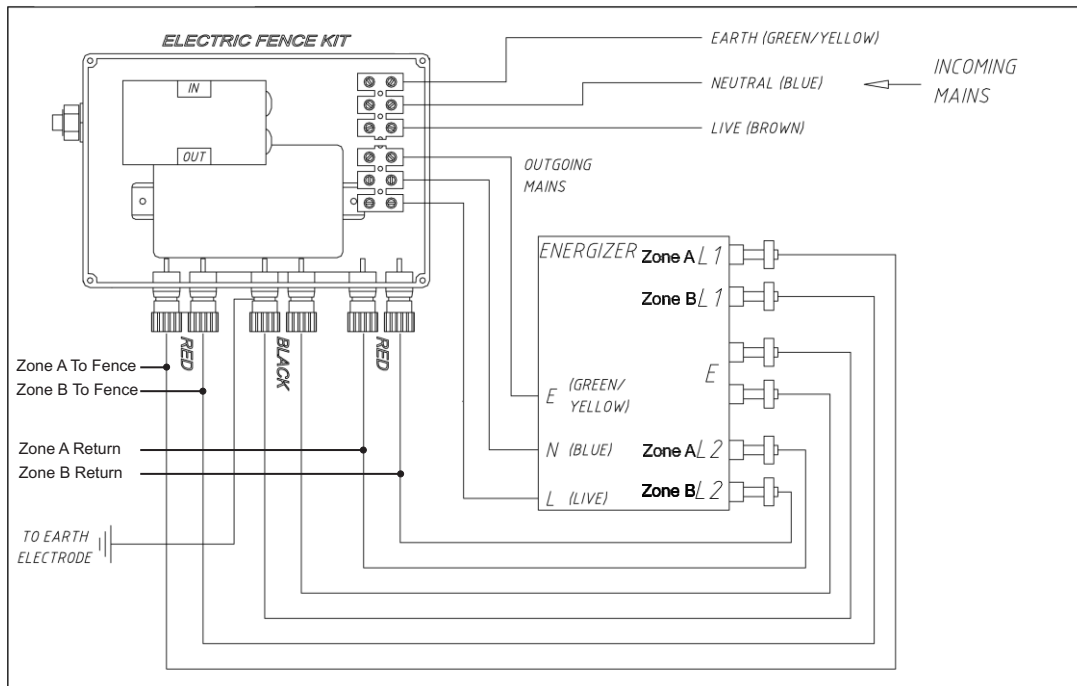 ELECTRIC FENCE KIT
IN
OUT
EARTH (GREEN/YELLOW)
NEUTRAL (BLUE)
LIVE (BROWN)
INCOMING
MAINS
OUTGOING
MAINS
ENERGIZER
Zone A L1
Zone B L1
E
Zone A L2
Zone B L2
E (GREEN/
YELLOW)
N (BLUE)
L (LIVE)
RED
BLACK
RED
Zone A To Fence
Zone B To Fence
Zone A Return
Zone B Return
TO EARTH
ELECTRODE